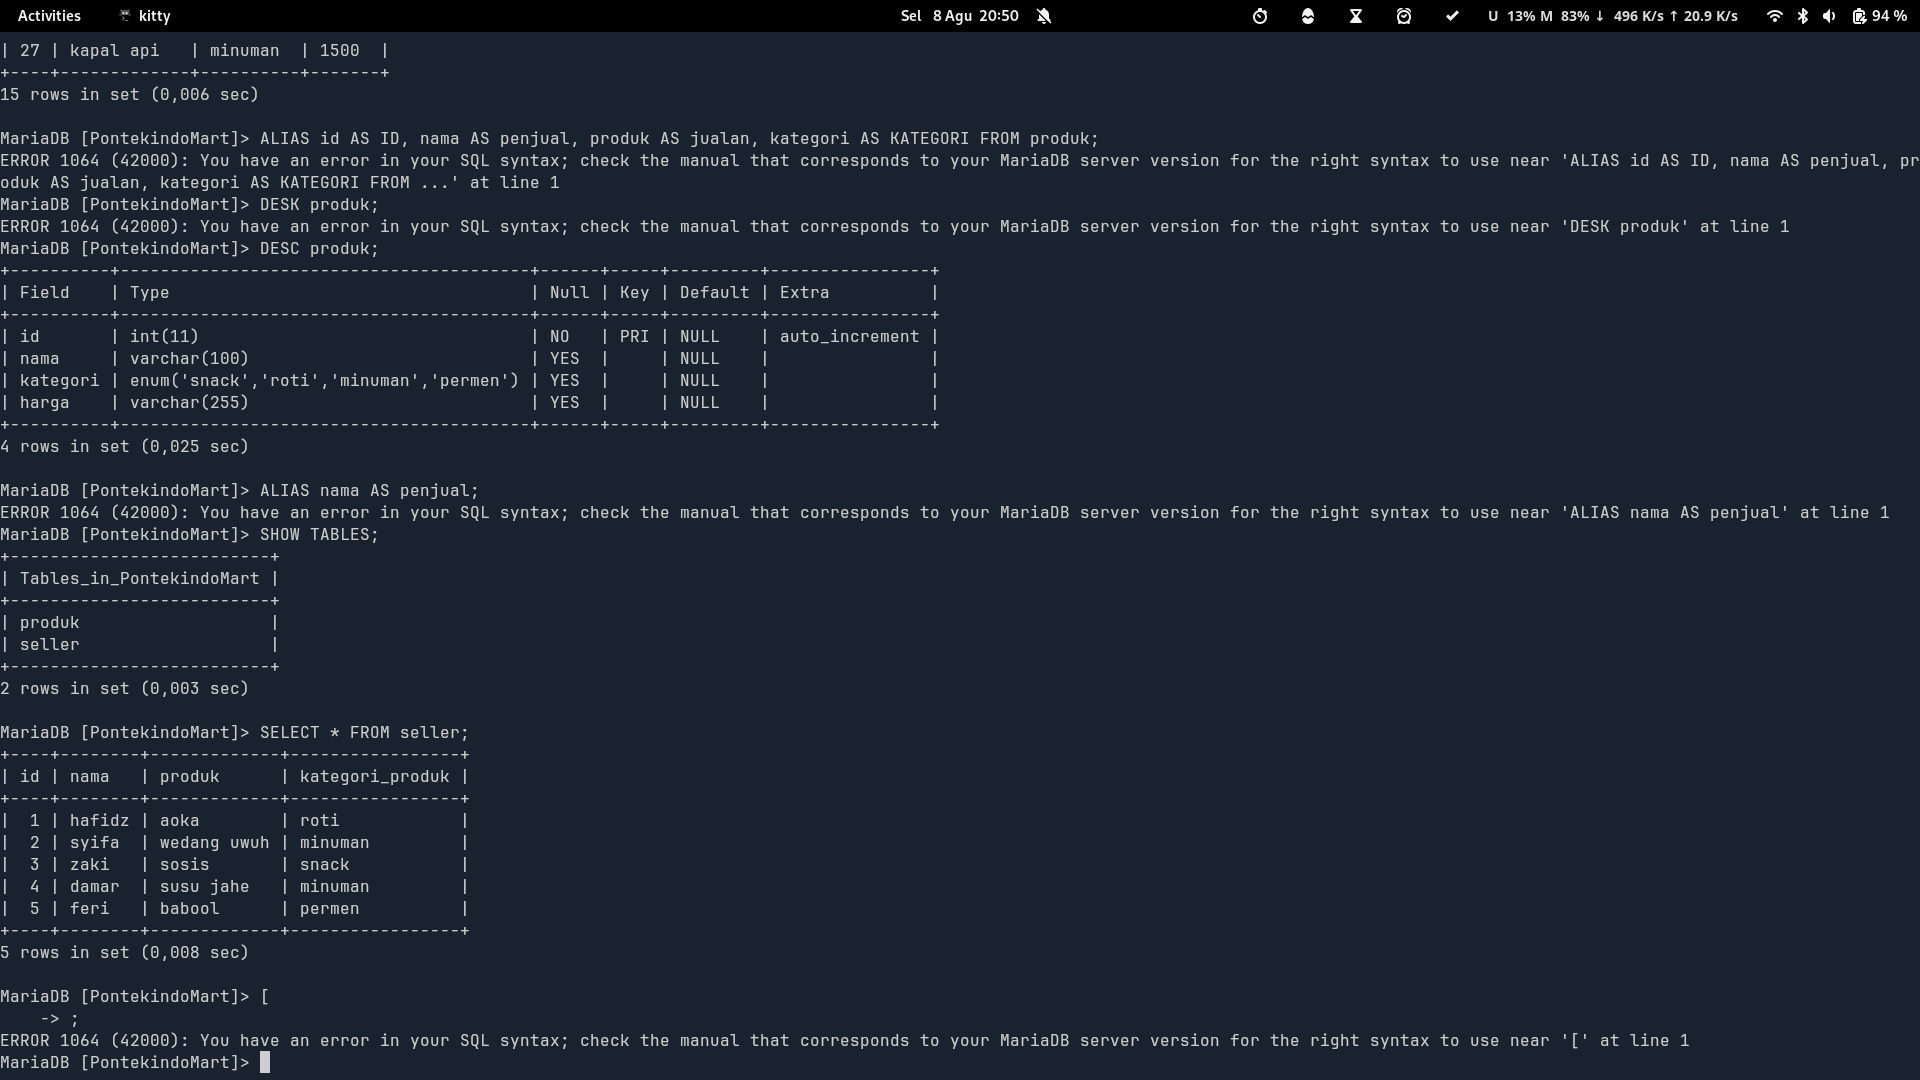 Activities kitty Sel 8 Agu 20:50 U 13% M 83% ↓ 496 K/s ↑ 20.9 K/s 94 %
| 27 | kapal api   | minuman  | 1500  |
+----+-------------+----------+-------+
15 rows in set (0,006 sec)

MariaDB [PontekindoMart]> ALIAS id AS ID, nama AS penjual, produk AS jualan, kategori AS KATEGORI FROM produk;
ERROR 1064 (42000): You have an error in your SQL syntax; check the manual that corresponds to your MariaDB server version for the right syntax to use near 'ALIAS id AS ID, nama AS penjual, pr
oduk AS jualan, kategori AS KATEGORI FROM ...' at line 1
MariaDB [PontekindoMart]> DESK produk;
ERROR 1064 (42000): You have an error in your SQL syntax; check the manual that corresponds to your MariaDB server version for the right syntax to use near 'DESK produk' at line 1
MariaDB [PontekindoMart]> DESC produk;
+----------+-----------------------------------------+------+-----+---------+----------------+
| Field    | Type                                    | Null | Key | Default | Extra          |
+----------+-----------------------------------------+------+-----+---------+----------------+
| id       | int(11)                                 | NO   | PRI | NULL    | auto_increment |
| nama     | varchar(100)                            | YES  |     | NULL    |                |
| kategori | enum('snack','roti','minuman','permen') | YES  |     | NULL    |                |
| harga    | varchar(255)                            | YES  |     | NULL    |                |
+----------+-----------------------------------------+------+-----+---------+----------------+
4 rows in set (0,025 sec)

MariaDB [PontekindoMart]> ALIAS nama AS penjual;
ERROR 1064 (42000): You have an error in your SQL syntax; check the manual that corresponds to your MariaDB server version for the right syntax to use near 'ALIAS nama AS penjual' at line 1
MariaDB [PontekindoMart]> SHOW TABLES;
+--------------------------+
| Tables_in_PontekindoMart |
+--------------------------+
| produk                   |
| seller                   |
+--------------------------+
2 rows in set (0,003 sec)

MariaDB [PontekindoMart]> SELECT * FROM seller;
+----+--------+-------------+-----------------+
| id | nama   | produk      | kategori_produk |
+----+--------+-------------+-----------------+
|  1 | hafidz | aoka        | roti            |
|  2 | syifa  | wedang uwuh | minuman         |
|  3 | zaki   | sosis       | snack           |
|  4 | damar  | susu jahe   | minuman         |
|  5 | feri   | babool      | permen          |
+----+--------+-------------+-----------------+
5 rows in set (0,008 sec)

MariaDB [PontekindoMart]> [
    -> ;
ERROR 1064 (42000): You have an error in your SQL syntax; check the manual that corresponds to your MariaDB server version for the right syntax to use near '[' at line 1
MariaDB [PontekindoMart]>